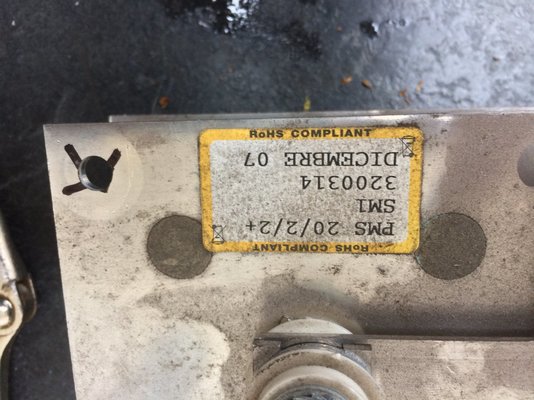 RoHS COMPLIANT
PMS 20/2/2+
SM1
3200314
DICEMBRE 07
RoHS COMPLIANT